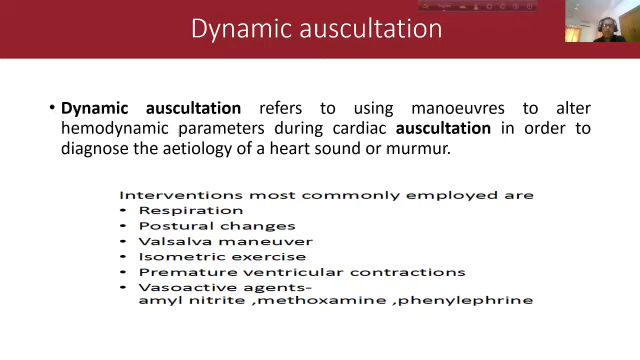 Dynamic auscultation
• Dynamic auscultation refers to using manoeuvres to alter
hemodynamic parameters during cardiac auscultation in order to
diagnose the aetiology of a heart sound or murmur.
Interventions most commonly employed are
• Respiration
• Postural changes
• Valsalva maneuver
• Isometric exercise
• Premature ventricular contractions
• Vasoactive agents-
amyl nitrite ,methoxamine ,phenylephrine